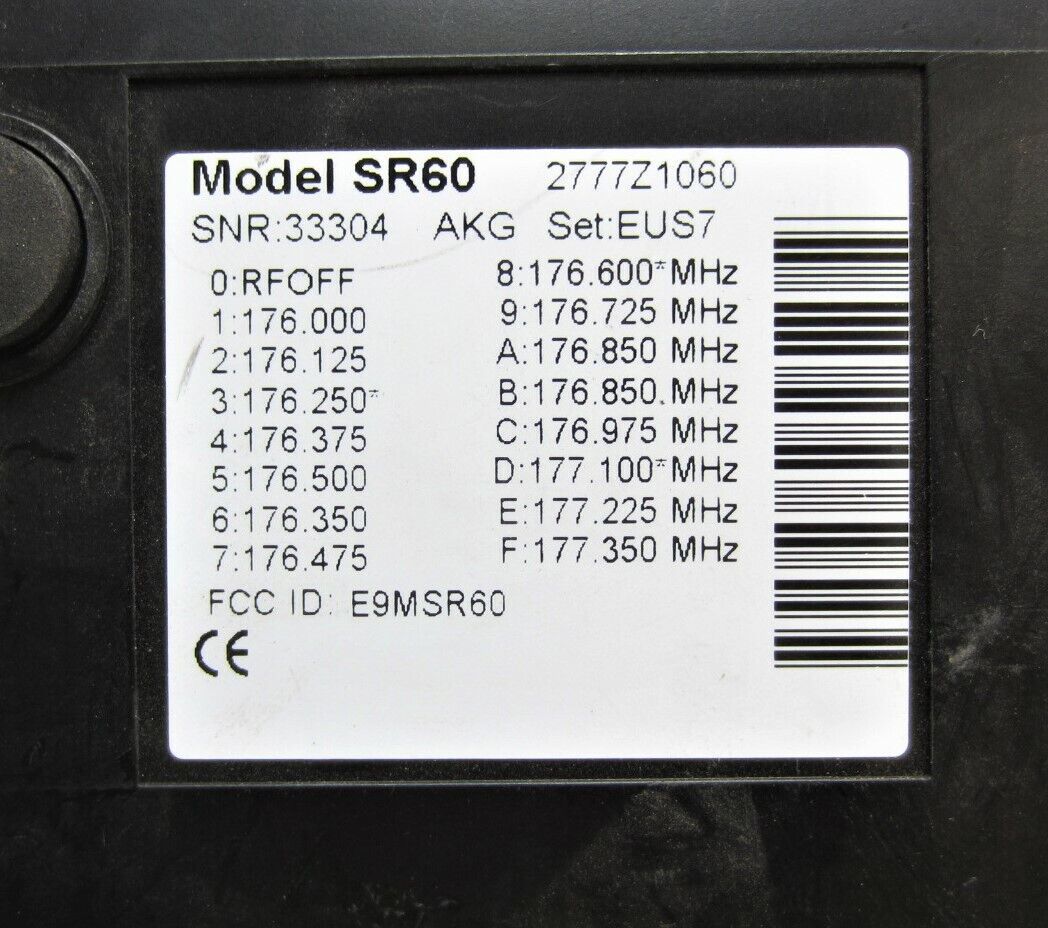 Model SR60 2777Z1060
SNR:33304 AKG Set:EUS7
0:RFOFF 8:176.600* MHz
1:176.000 9:176.725 MHz
2:176.125 A:176.850 MHz
3:176.250* B:176.850 MHz
4:176.375 C:176.975 MHz
5:176.500 D:177.100* MHz
6:176.350 E:177.225 MHz
7:176.475 F:177.350 MHz
FCC ID: E9MSR60
CE